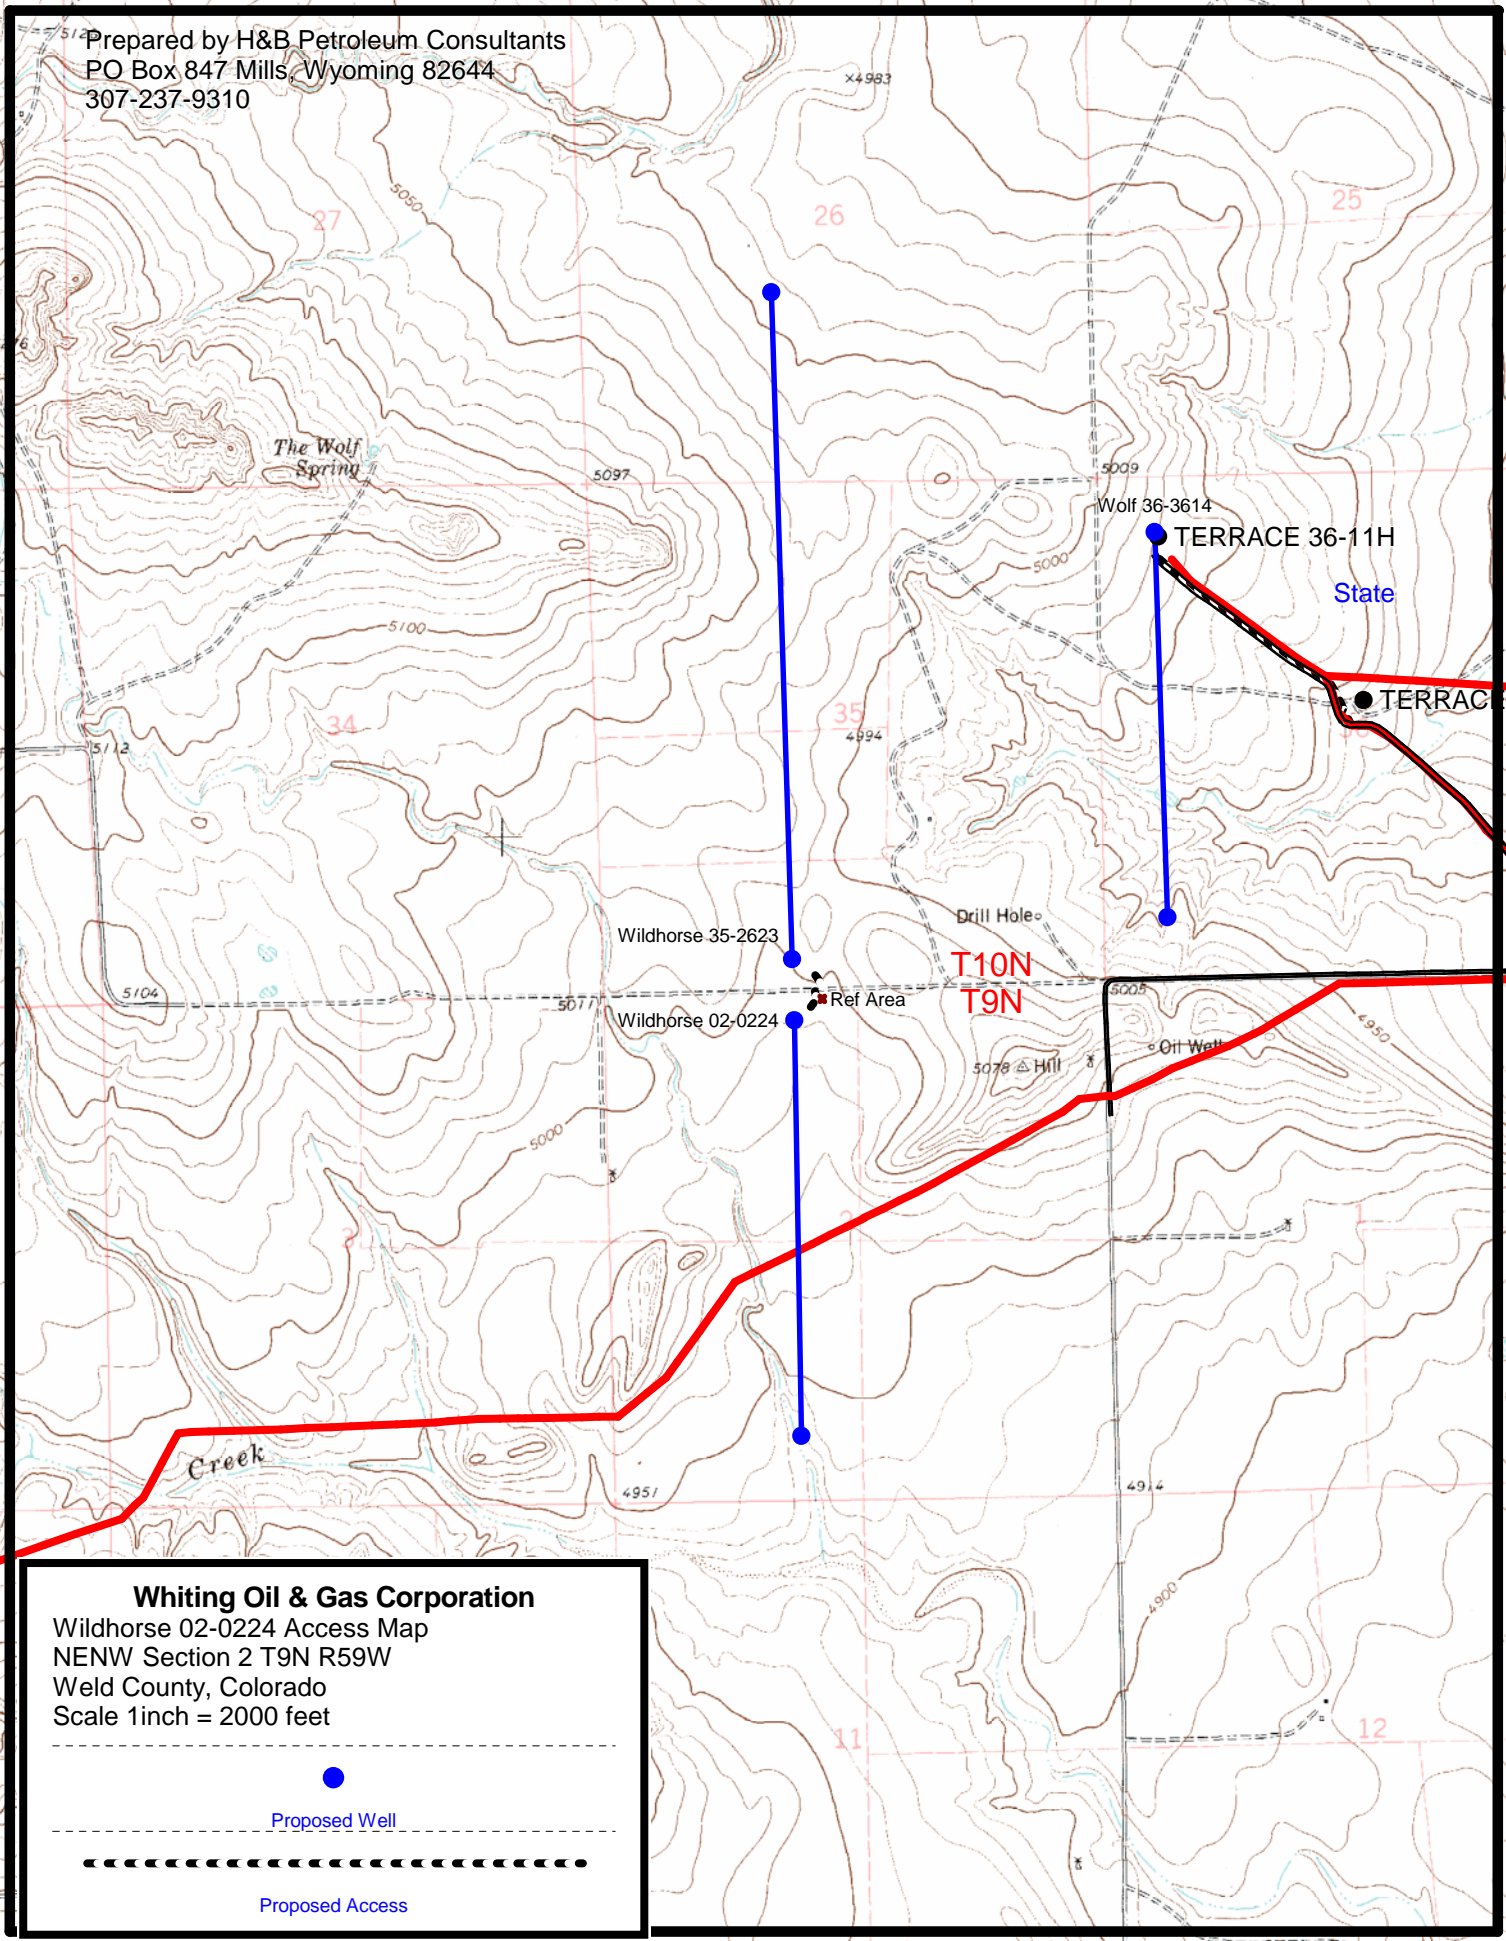 Prepared by H&B Petroleum Consultants
PO Box 847 Mills, Wyoming 82644
307-237-9310
×4983
5050
27
26
25
The Wolf
Spring
5097
5009
Wolf 36-3614
TERRACE 36-11H
5000
State
5100
34
35
TERRACE
5112
4994
Drill Hole
Wildhorse 35-2623
T10N
5104
5011
Ref Area
T9N
5005
Wildhorse 02-0224
4950
Oil Well
5078
Hill
5000
3
2
1
Creek
4951
4914
4900
11
12
Whiting Oil & Gas Corporation
Wildhorse 02-0224 Access Map
NENW Section 2 T9N R59W
Weld County, Colorado
Scale 1inch = 2000 feet
Proposed Well
Proposed Access